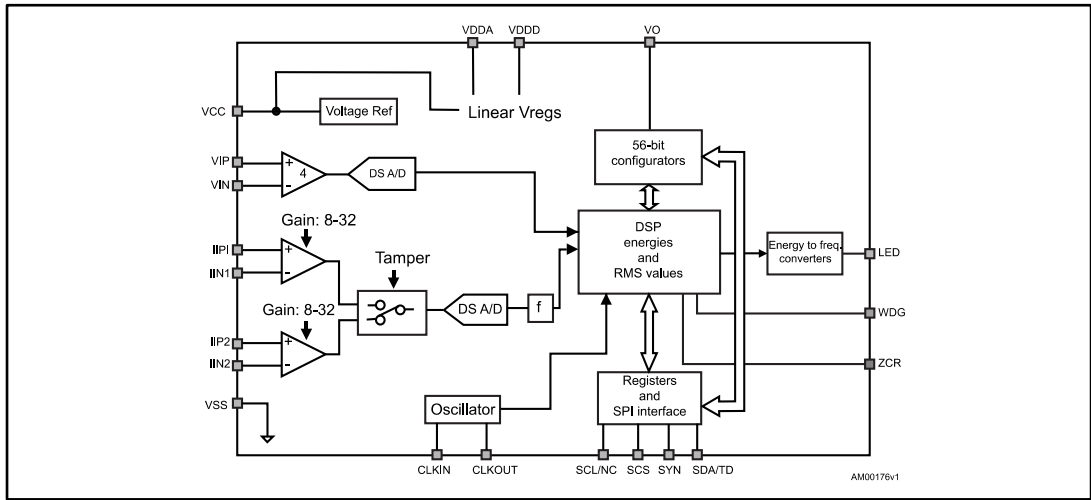 VDDA VDDD VO
VCC
Voltage Ref
Linear Vregs
VIP
VIN
+
4
-
DS A/D
56-bit
configurators
Gain: 8-32
IIP1
IIN1
+
-
Tamper
DSP
energies
and
RMS values
Energy to freq.
converters
LED
Gain: 8-32
DS A/D
f
WDG
IIP2
IIN2
+
-
ZCR
VSS
Oscillator
Registers
and
SPI interface
CLKIN CLKOUT SCL/NC SCS SYN SDA/TD
AM00176v1